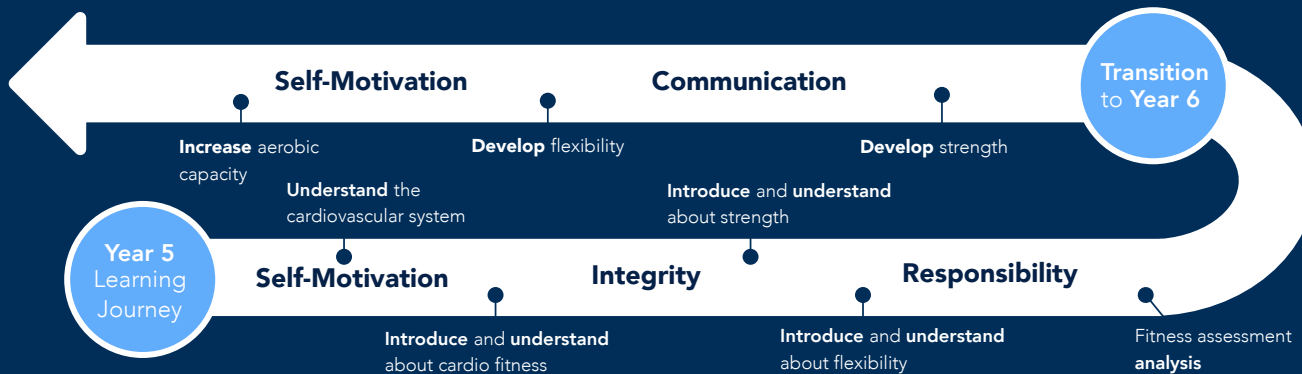 Self-Motivation
Communication
Transition
to Year 6
Increase aerobic
capacity
Develop flexibility
Develop strength
Understand the
cardiovascular system
Introduce and understand
about strength
Year 5
Learning
Journey
Self-Motivation
Integrity
Responsibility
Introduce and understand
about cardio fitness
Introduce and understand
about flexibility
Fitness assessment
analysis